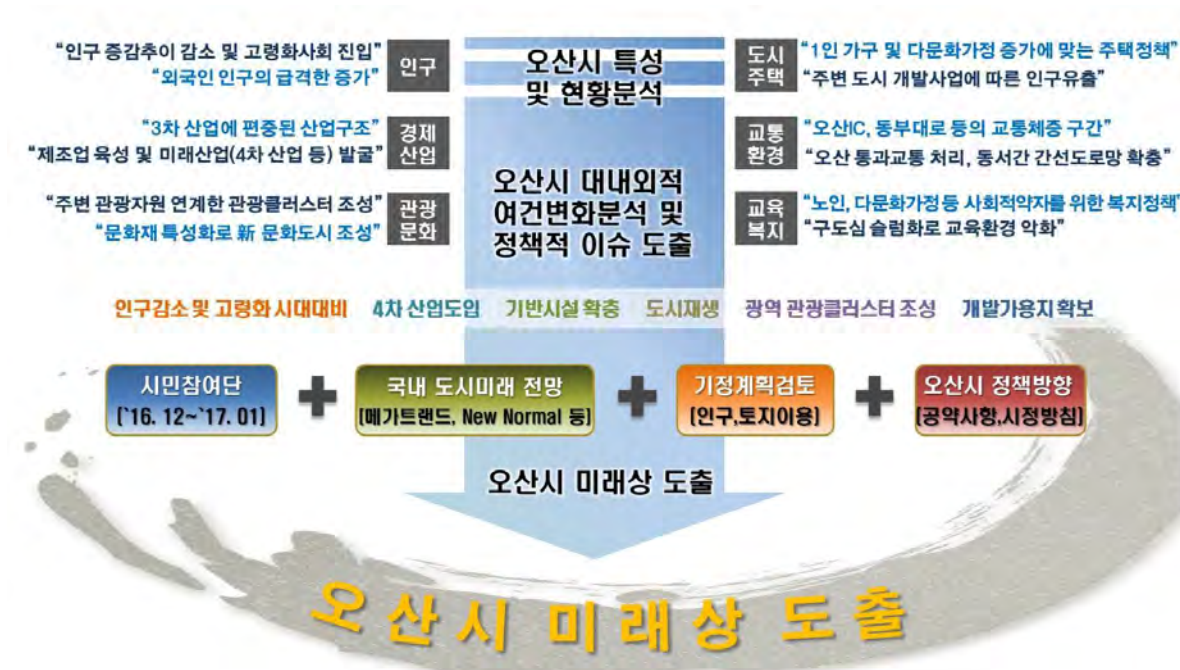 오산시 특성
및 현황분석
인구
"인구 증감추이 감소 및 고령화사회 진입"
"외국인 인구의 급격한 증가"
도시
주택
"1인 가구 및 다문화가정 증가에 맞는 주택정책"
"주변 도시 개발사업에 따른 인구유출"
경제
산업
"3차 산업에 편중된 산업구조"
"제조업 육성 및 미래산업(4차 산업 등) 발굴"
교통
환경
"오산IC, 동부대로 등의 교통체증 구간"
"오산 통과교통 처리, 동서간 간선도로망 확충"
오산시 대내외적
여건변화분석 및
정책적 이슈 도출
관광
문화
"주변 관광자원 연계한 관광클러스터 조성"
"문화재 특성화로 新 문화도시 조성"
교육
복지
"노인, 다문화가정등 사회적약자를 위한 복지정책"
"구도심 슬럼화로 교육환경 악화"
인구감소 및 고령화 시대대비 4차 산업도입 기반시설 확충 도시재생 광역 관광클러스터 조성 개발가용지 확보
시민참여단
[`16. 12~`17. 01]
+
국내 도시미래 전망
[메가트랜드, New Normal 등]
+
기정계획검토
[인구,토지이용]
+
오산시 정책방향
[공약사항,시정방침]
오산시 미래상 도출
오산시 미래상 도출